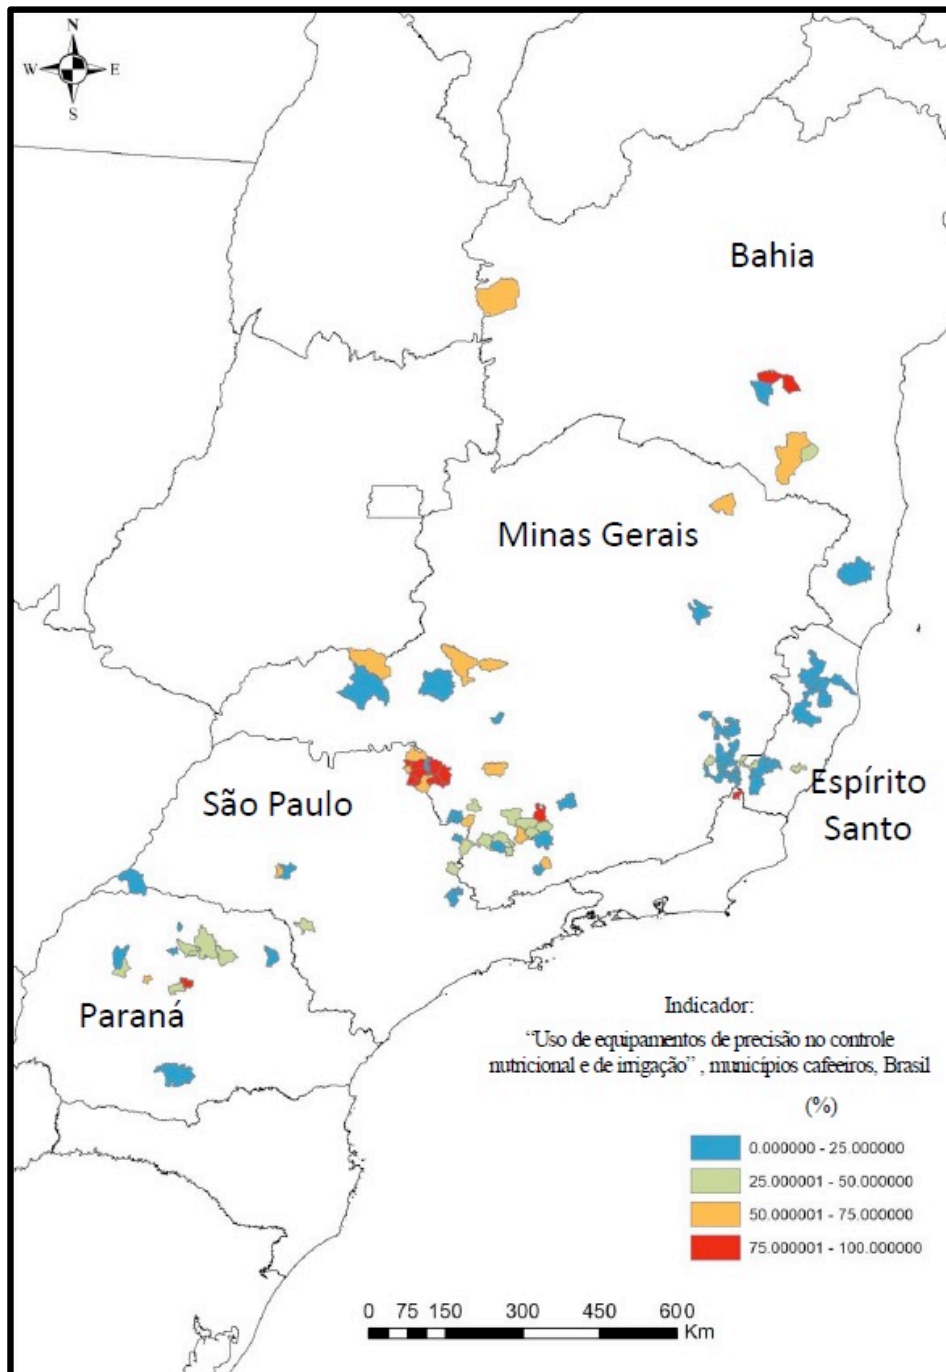 N
W E
S
Bahia
Minas Gerais
Espírito
Santo
São Paulo
Paraná
Indicador:
“Uso de equipamentos de precisão no controle
nutricional e de irrigação” , municípios cafeeiros, Brasil
(%)
0.000000 - 25.000000
25.000001 - 50.000000
50.000001 - 75.000000
75.000001 - 100.000000
0 75 150 300 450 600
Km